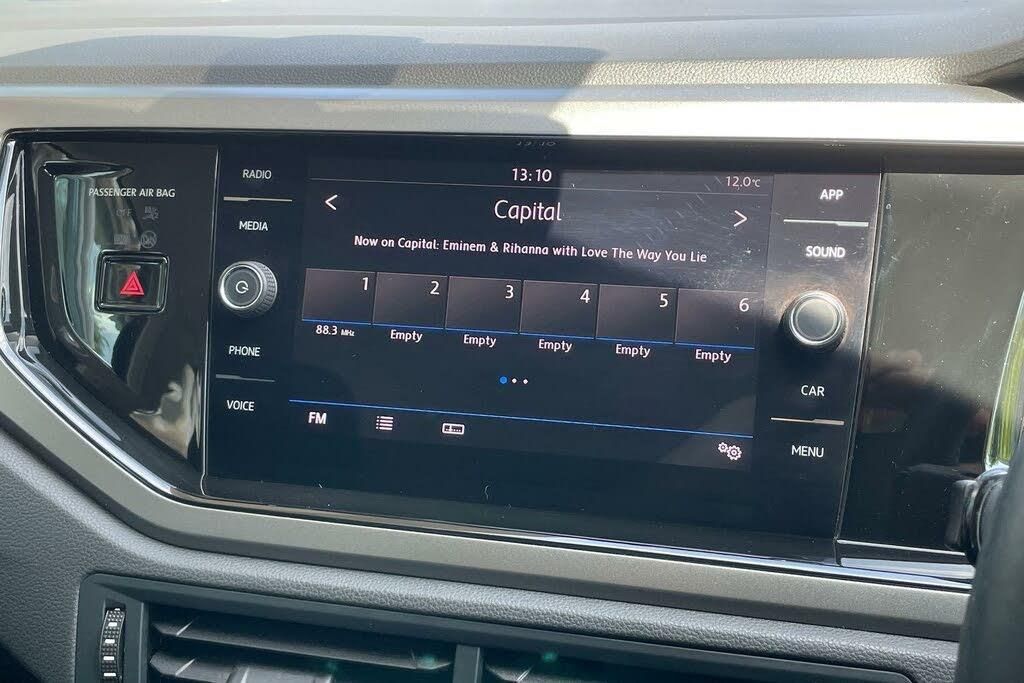 PASSENGER AIR BAG
OFF
RADIO
MEDIA
PHONE
VOICE
13:10
12.0°C
<
Capital
>
Now on Capital: Eminem & Rihanna with Love The Way You Lie
1 2 3 4 5 6
88.3 MHz Empty Empty Empty Empty Empty
FM
APP
SOUND
CAR
MENU